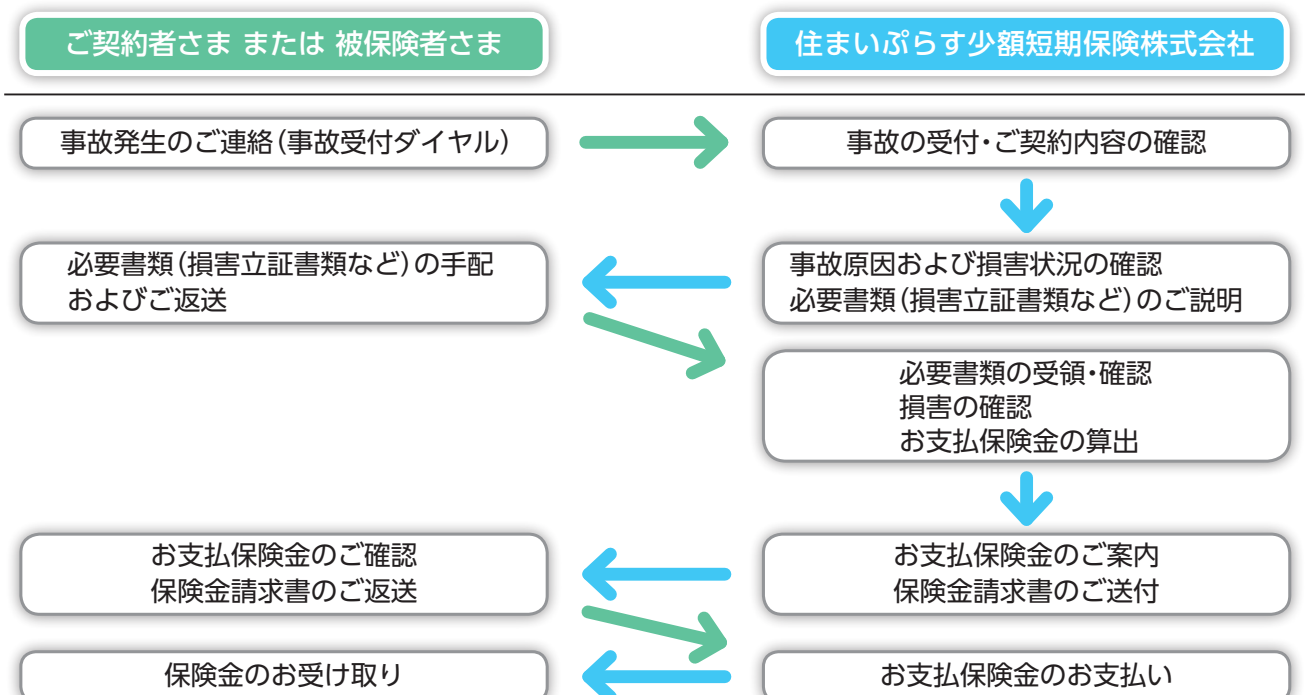 ご契約者さま または 被保険者さま
住まいぷらす少額短期保険株式会社
事故発生のご連絡(事故受付ダイヤル)
事故の受付・ご契約内容の確認
事故原因および損害状況の確認
必要書類(損害立証書類など)のご説明
必要書類(損害立証書類など)の手配
およびご返送
必要書類の受領・確認
損害の確認
お支払保険金の算出
お支払保険金のご案内
保険金請求書のご送付
お支払保険金のご確認
保険金請求書のご返送
お支払保険金のお支払い
保険金のお受け取り